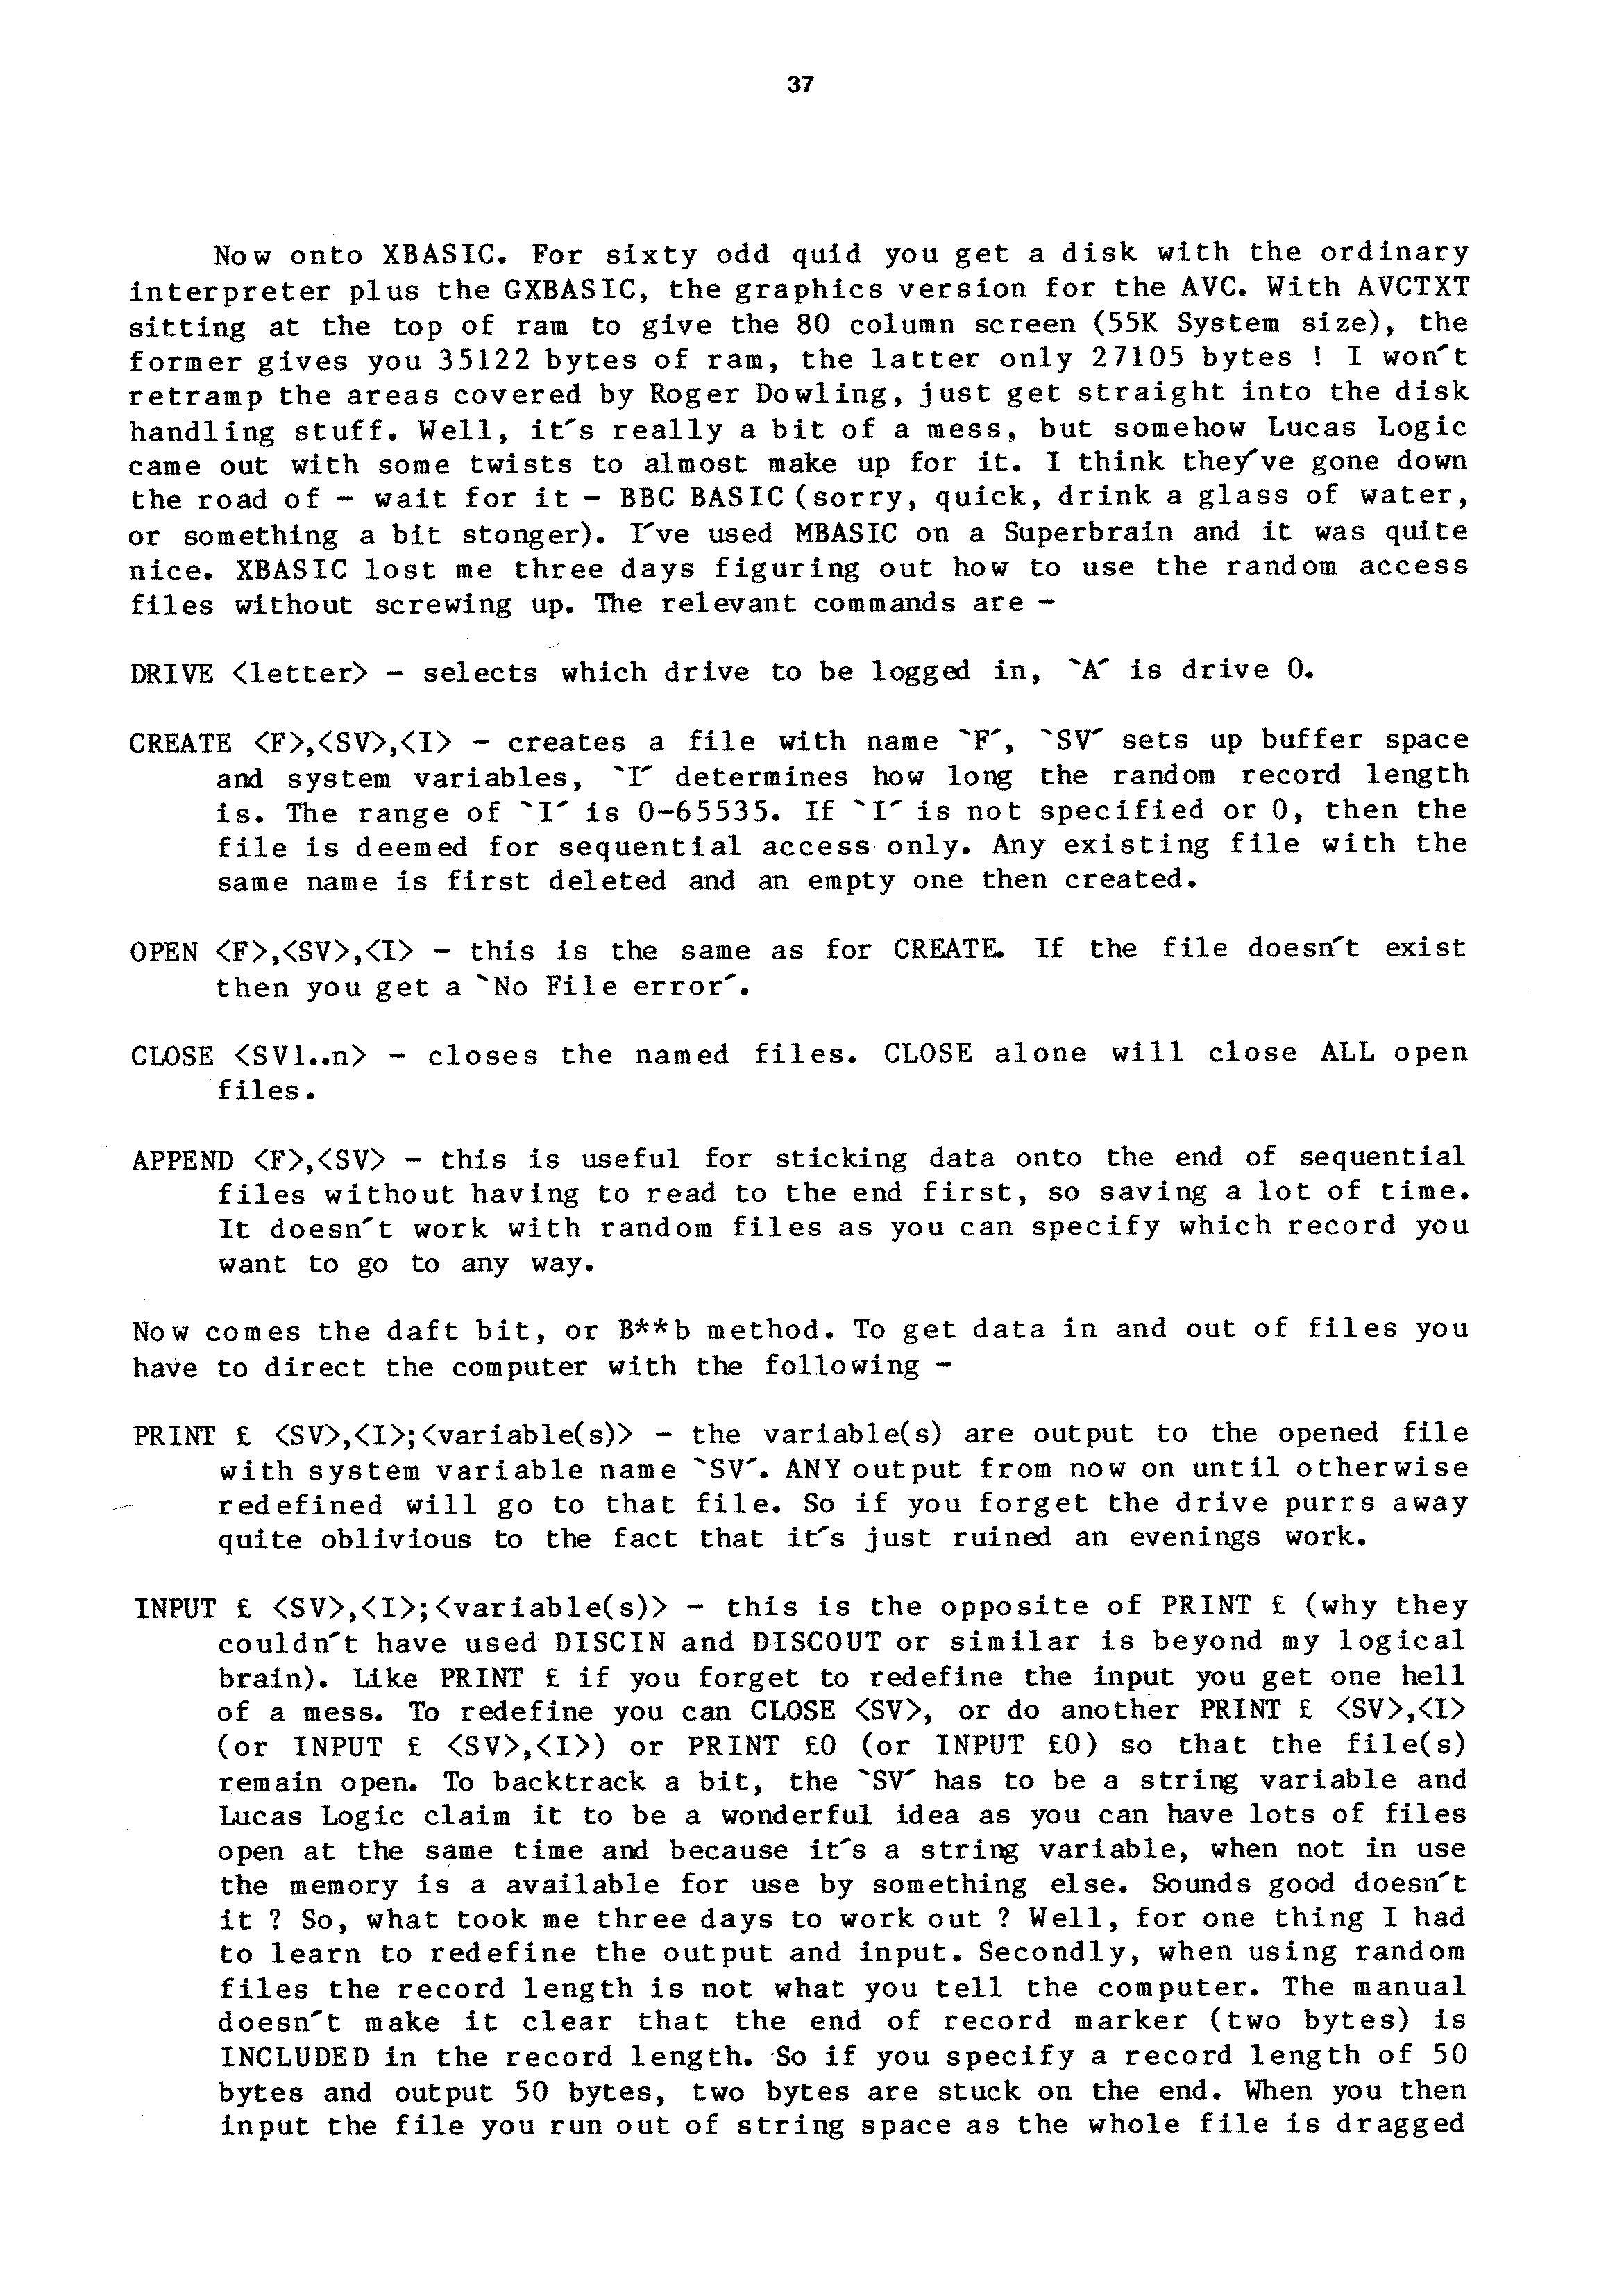 37
Now onto XBASIC. For sixty odd quid you get a disk with the ordinary
interpreter plus the GXBASIC, the graphics version for the AVC. With AVCTXT
sitting at the top of ram to give the 80 column screen (55K System size), the
former gives you 35122 bytes of ram, the latter only 27105 bytes ! I won´t
retramp the areas covered by Roger Dowling, just get straight into the disk
handling stuff. Well, it´s really a bit of a mess, but somehow Lucas Logic
came out with some twists to almost make up for it. I think they´ve gone down
the road of - wait for it - BBC BASIC (sorry, quick, drink a glass of water,
or something a bit stonger). I´ve used MBASIC on a Superbrain and it was quite
nice. XBASIC lost me three days figuring out how to use the random access
files without screwing up. The relevant commands are -
DRIVE <letter> - selects which drive to be logged in, `A´ is drive 0.
CREATE <F>,<SV>,<I> - creates a file with name `F´, `SV´ sets up buffer space
and system variables, `I´ determines how long the random record length
is. The range of `I´ is 0-65535. If `I´ is not specified or 0, then the
file is deemed for sequential access only. Any existing file with the
same name is first deleted and an empty one then created.
OPEN <F>,<SV>,<I> - this is the same as for CREATE. If the file doesn´t exist
then you get a `No File error´.
CLOSE <SV1..n> - closes the named files. CLOSE alone will close ALL open
files.
APPEND <F>,<SV> - this is useful for sticking data onto the end of sequential
files without having to read to the end first, so saving a lot of time.
It doesn´t work with random files as you can specify which record you
want to go to any way.
Now comes the daft bit, or B**b method. To get data in and out of files you
have to direct the computer with the following -
PRINT £ <SV>,<I>;<variable(s)> - the variable(s) are output to the opened file
with system variable name `SV´. ANY output from now on until otherwise
redefined will go to that file. So if you forget the drive purrs away
quite oblivious to the fact that it´s just ruined an evenings work.
INPUT £ <SV>,<I>;<variable(s)> - this is the opposite of PRINT £ (why they
couldn´t have used DISCIN and DISCOUT or similar is beyond my logical
brain). Like PRINT £ if you forget to redefine the input you get one hell
of a mess. To redefine you can CLOSE <SV>, or do another PRINT £ <SV>,<I>
(or INPUT £ <SV>,<I>) or PRINT £0 (or INPUT £0) so that the file(s)
remain open. To backtrack a bit, the `SV´ has to be a string variable and
Lucas Logic claim it to be a wonderful idea as you can have lots of files
open at the same time and because it´s a string variable, when not in use
the memory is a available for use by something else. Sounds good doesn´t
it ? So, what took me three days to work out ? Well, for one thing I had
to learn to redefine the output and input. Secondly, when using random
files the record length is not what you tell the computer. The manual
doesn´t make it clear that the end of record marker (two bytes) is
INCLUDED in the record length. So if you specify a record length of 50
bytes and output 50 bytes, two bytes are stuck on the end. When you then
input the file you run out of string space as the whole file is dragged